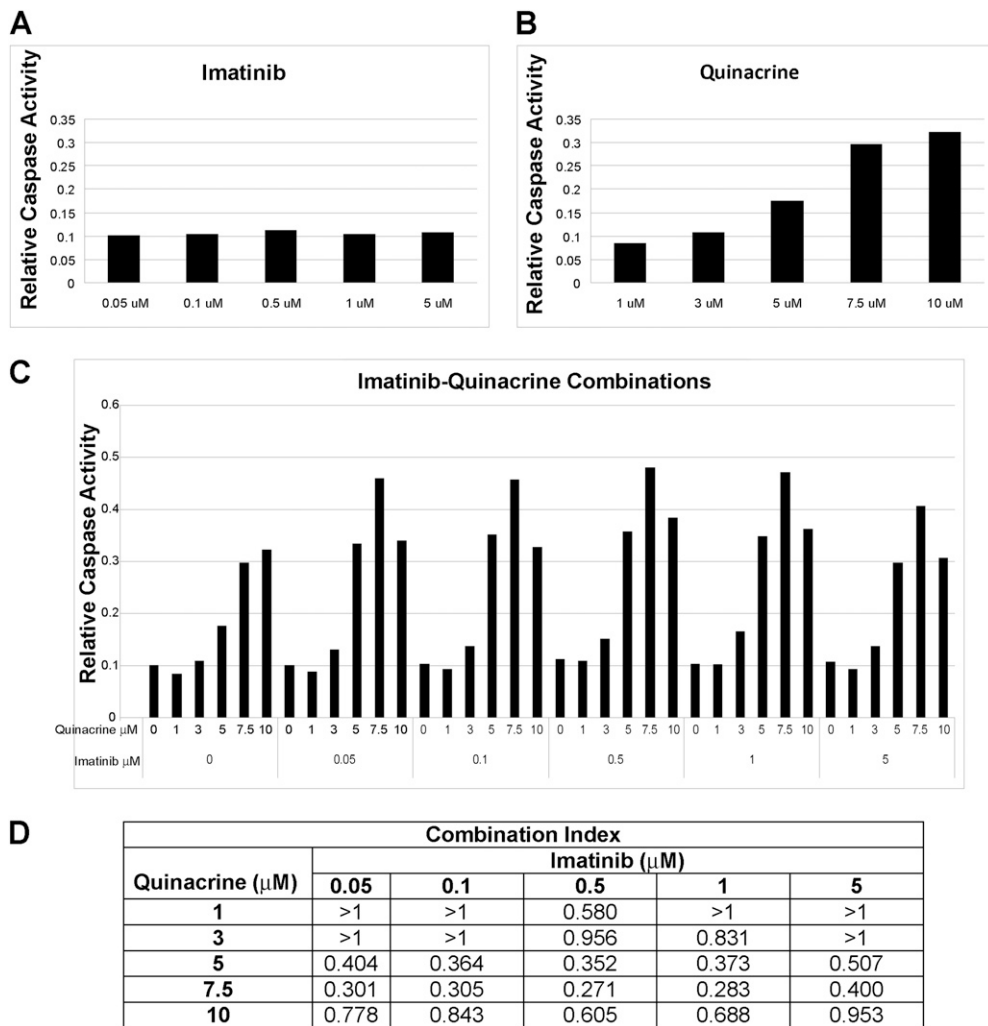 A
Imatinib
Relative Caspase Activity
0.35
0.3
0.25
0.2
0.15
0.1
0.05
0
0.05 uM 0.1 uM 0.5 uM 1 uM 5 uM
B
Quinacrine
Relative Caspase Activity
0.35
0.3
0.25
0.2
0.15
0.1
0.05
0
1 uM 3 uM 5 uM 7.5 uM 10 uM
C
Imatinib-Quinacrine Combinations
Relative Caspase Activity
0.6
0.5
0.4
0.3
0.2
0.1
0
Quinacrine μM 0 1 3 5 7.5 10 0 1 3 5 7.5 10 0 1 3 5 7.5 10 0 1 3 5 7.5 10 0 1 3 5 7.5 10 0 1 3 5 7.5 10
Imatinib μM 0 0.05 0.1 0.5 1 5
D
Combination Index
Quinacrine (μM) Imatinib (μM)
0.05 0.1 0.5 1 5
1 >1 >1 0.580 >1 >1
3 >1 >1 0.956 0.831 >1
5 0.404 0.364 0.352 0.373 0.507
7.5 0.301 0.305 0.271 0.283 0.400
10 0.778 0.843 0.605 0.688 0.953